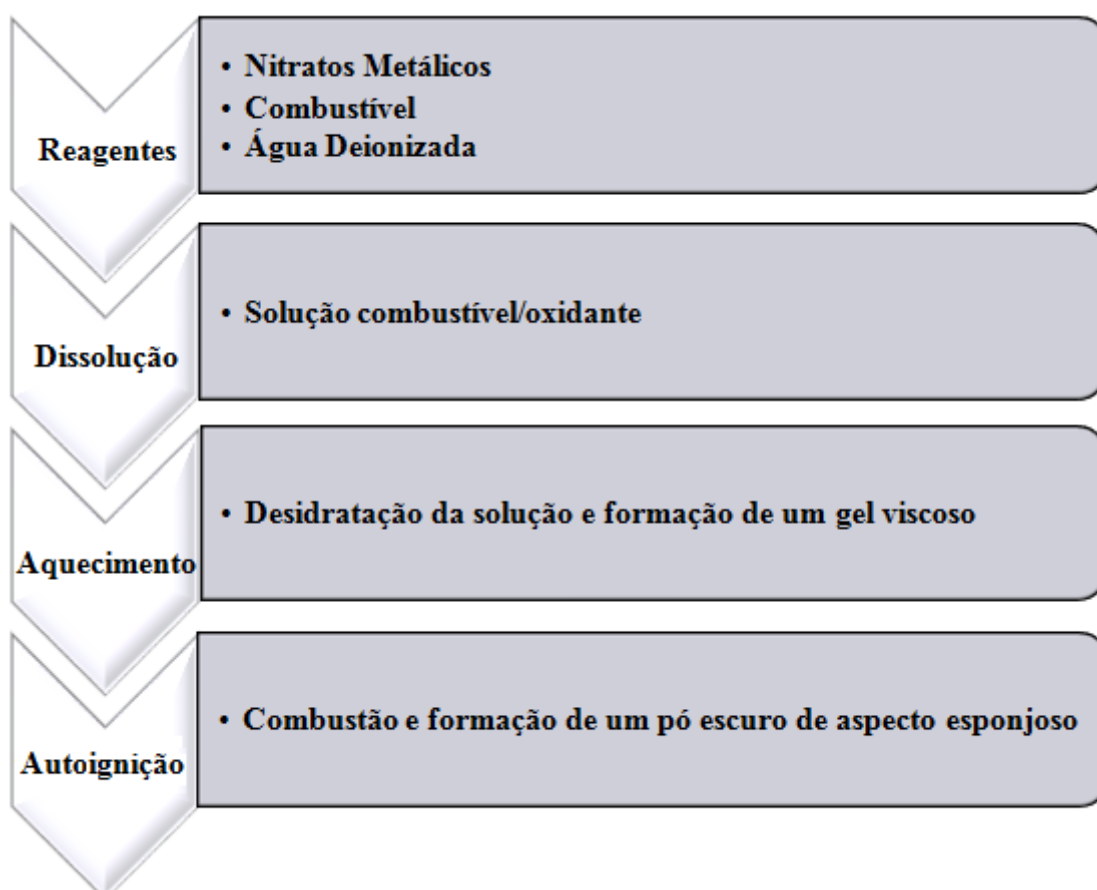 Reagentes
• Nitratos Metálicos
• Combustível
• Água Deionizada
Dissolução
• Solução combustível/oxidante
Aquecimento
• Desidratação da solução e formação de um gel viscoso
Autoignição
• Combustão e formação de um pó escuro de aspecto esponjoso